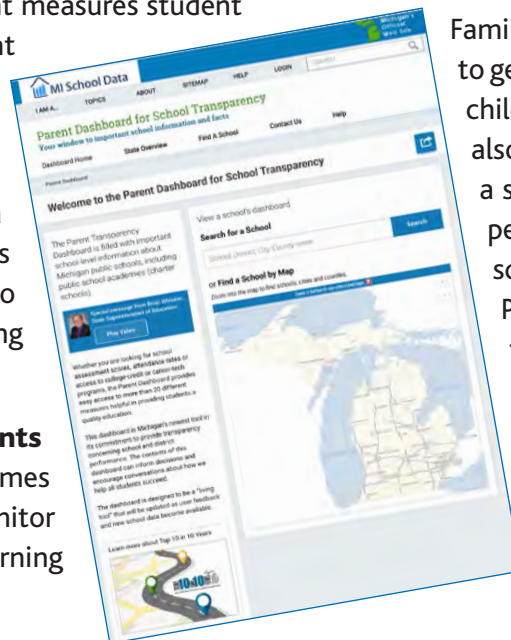 nt measures student
nt
s
o
ng
nts
mes
nitor
rning
Michigan's
Official
Web Site
MI School Data
I AM A... TOPICS ABOUT SITEMAP HELP LOGIN
Parent Dashboard for School Transparency
Your window to important school information and facts
Dashboard Home State Overview Find A School Contact Us Help
Parent Dashboard
Welcome to the Parent Dashboard for School Transparency
The Parent Transparency
Dashboard is filled with important
school-level information about
Michigan public schools, including
public school academies (charter
schools).
Special message from Brian Whiston,
State Superintendent of Education
Play Video
Whether you are looking for school
assessment scores, attendance rates or
access to college credit or career-tech
programs, the Parent Dashboard provides
easy access to more than 20 different
measures helpful in providing students a
quality education.
This dashboard is Michigan's newest tool in
its commitment to provide transparency
concerning school and district
performance. The contents of this
dashboard can inform decisions and
encourage conversations about how we
help all students succeed.
The dashboard is designed to be a "living
tool" that will be updated as user feedback
and new school data become available.
Learn more about Top 10 in 10 Years
10in10
View a school's dashboard
Search for a School
School, District, City, County name
Search
or Find a School by Map
Zoom into the map to find schools, cities and counties.
Fami
to ge
chil
also
a s
pe
sc
P